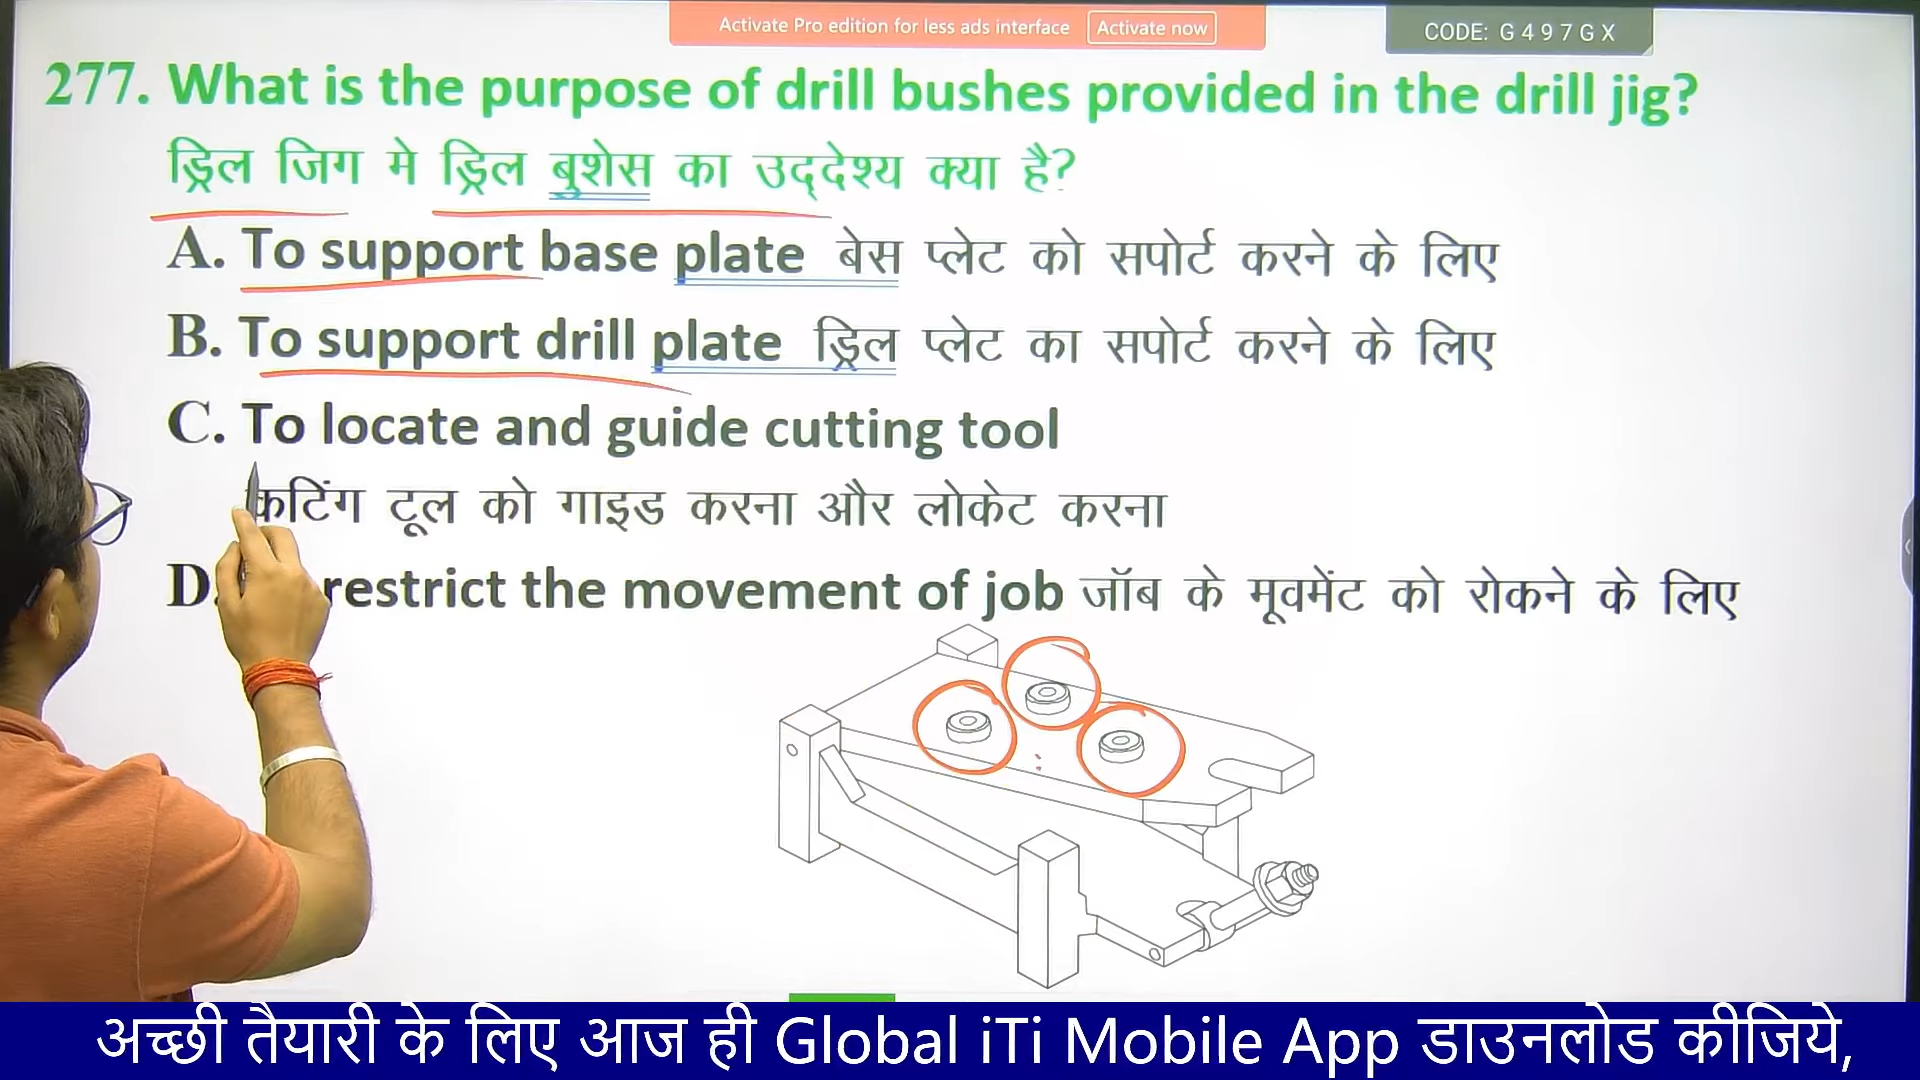 Activate Pro edition for less ads interface Activate now
CODE: G 4 9 7 G X
277. What is the purpose of drill bushes provided in the drill jig?
ड्रिल जिग मे ड्रिल बुशेस का उद्देश्य क्या है?
A. To support base plate बेस प्लेट को सपोर्ट करने के लिए
B. To support drill plate ड्रिल प्लेट का सपोर्ट करने के लिए
C. To locate and guide cutting tool
कटिंग टूल को गाइड करना और लोकेट करना
D. restrict the movement of job जॉब के मूवमेंट को रोकने के लिए
अच्छी तैयारी के लिए आज ही Global iTi Mobile App डाउनलोड कीजिये,